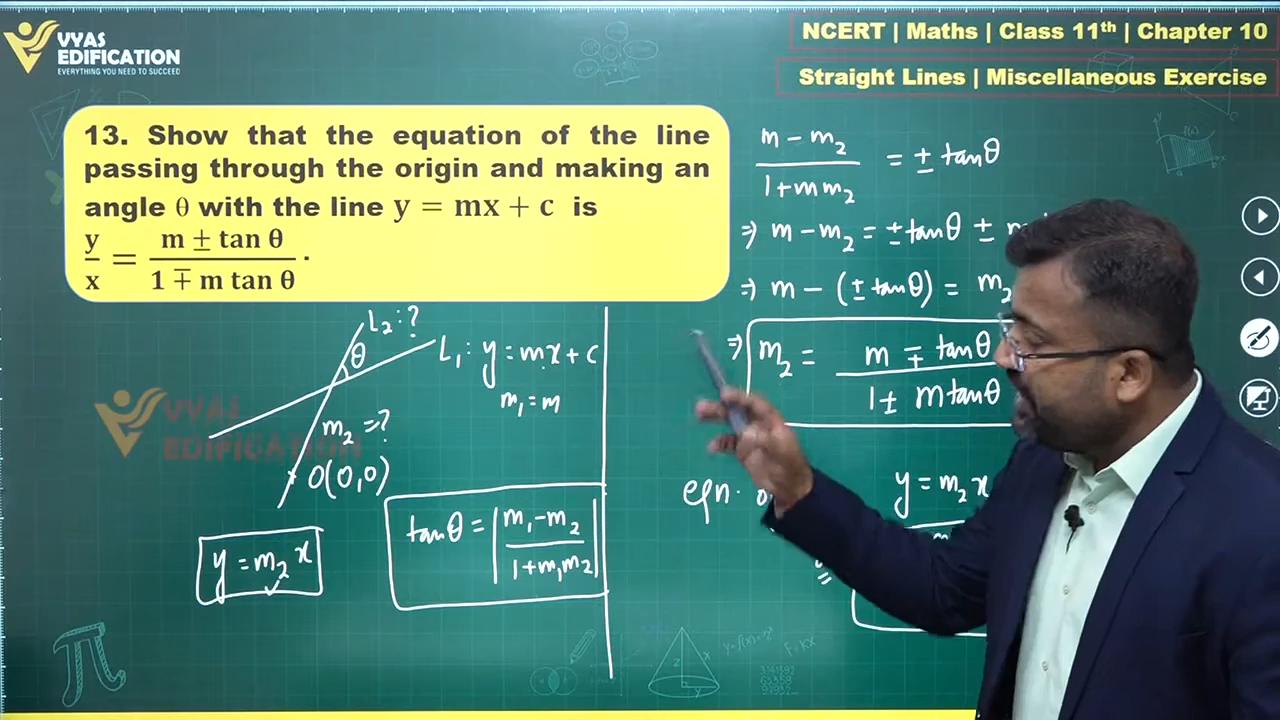 VYAS
EDIFICATION
EVERYTHING YOU NEED TO SUCCEED
NCERT | Maths | Class 11th | Chapter 10
Straight Lines | Miscellaneous Exercise
13. Show that the equation of the line
passing through the origin and making an
angle θ with the line y = mx + c is
y/x = (m ± tan θ)/(1 ∓ m tan θ).
L₂ : ?
θ
L₁ : y = mx + c
m₁ = m
m₂ = ?
O(0,0)
y = m₂ x
tanθ = |(m₁ - m₂)/(1 + m₁m₂)|
VYAS
EDIFICATION
(m - m₂)/(1 + m m₂) = ± tanθ
⇒ m - m₂ = ± tanθ ±
⇒ m - (± tanθ) = m₂
⇒ m₂ = (m ∓ tanθ)/(1 ± m tanθ)
eqn.
y = m₂ x